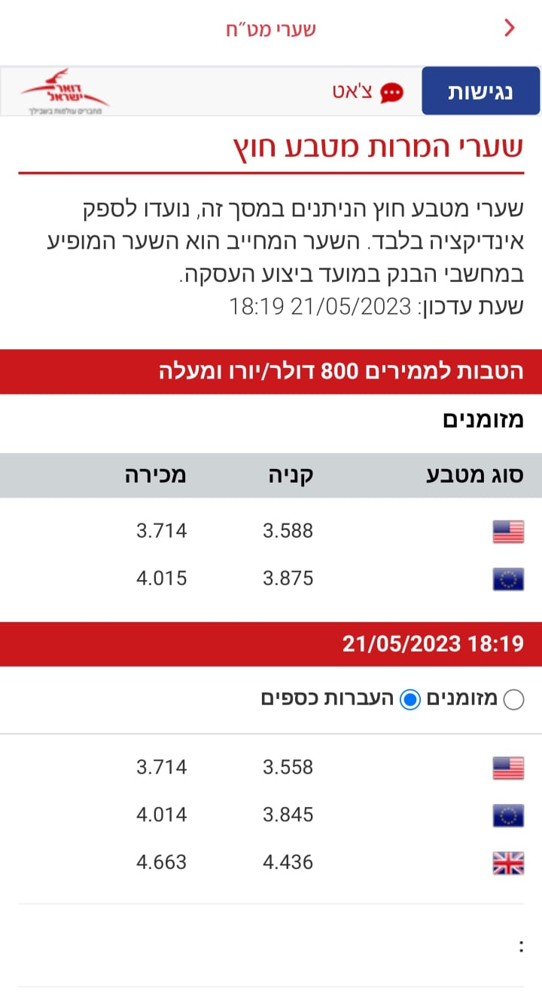 שערי מט״ח
נגישות
צ'אט
דואר
ישראל
מחברים עולמות בשבילך
שערי המרות מטבע חוץ
שערי מטבע חוץ הניתנים במסך זה, נועדו לספק
אינדיקציה בלבד. השער המחייב הוא השער המופיע
במחשבי הבנק במועד ביצוע העסקה.
שעת עדכון: 21/05/2023 18:19
הטבות לממירים 800 דולר/יורו ומעלה
מזומנים
סוג מטבע קניה מכירה
3.588 3.714
3.875 4.015
21/05/2023 18:19
מזומנים העברות כספים
3.558 3.714
3.845 4.014
4.436 4.663
: